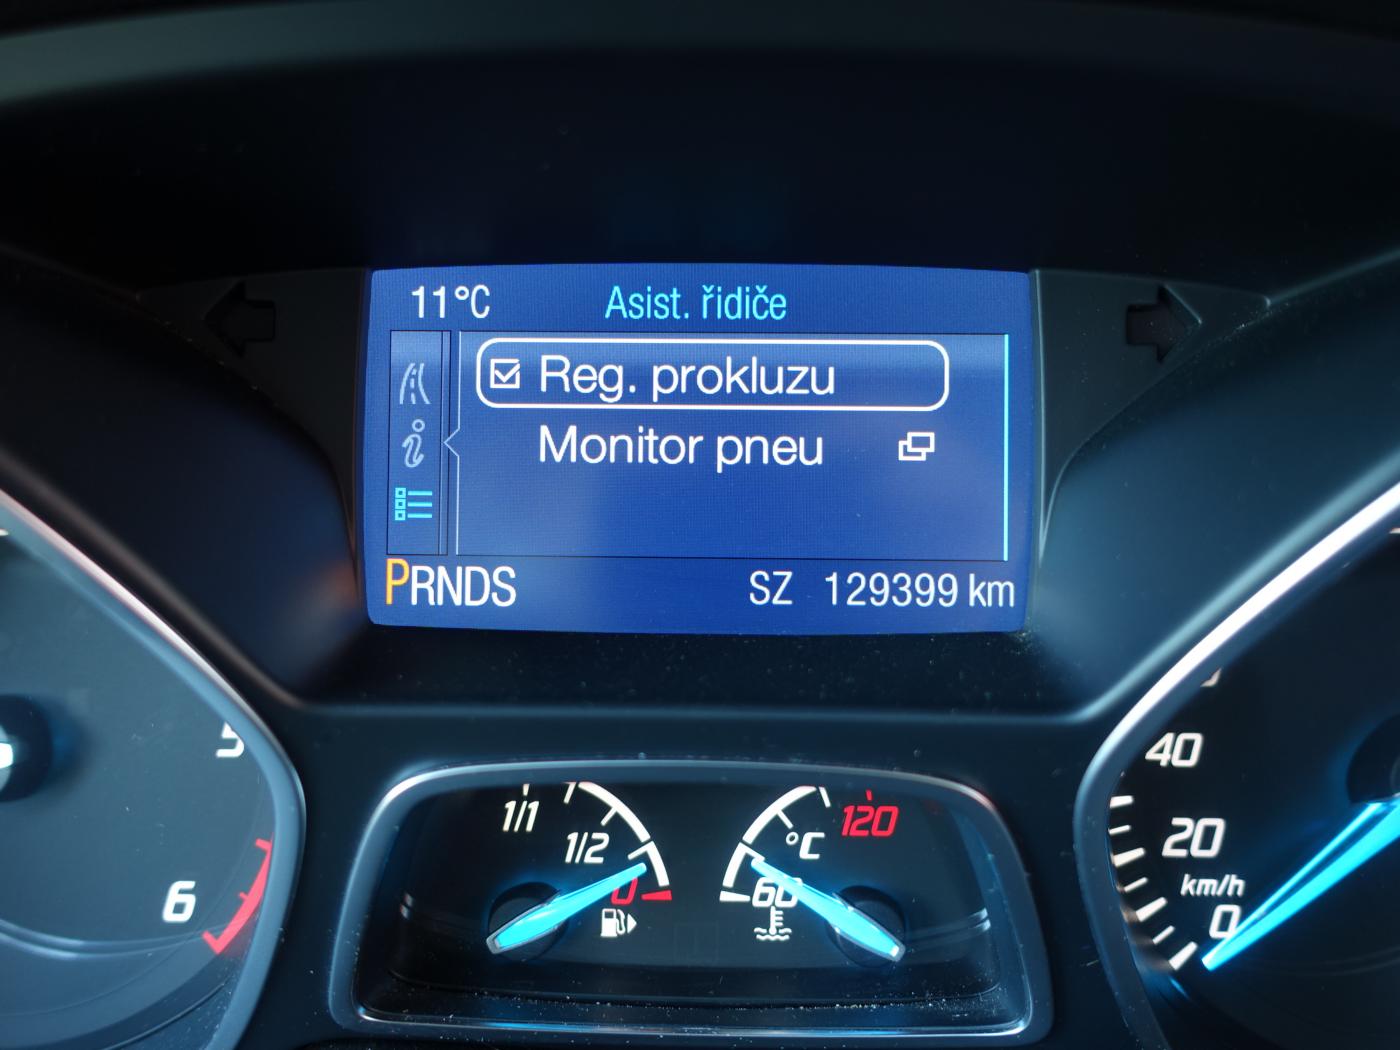 11°C Asist. řidiče
Reg. prokluzu
Monitor pneu
PRNDS SZ 129399 km
5
6
1/1
1/2
0
°C
120
60
40
20
km/h
0